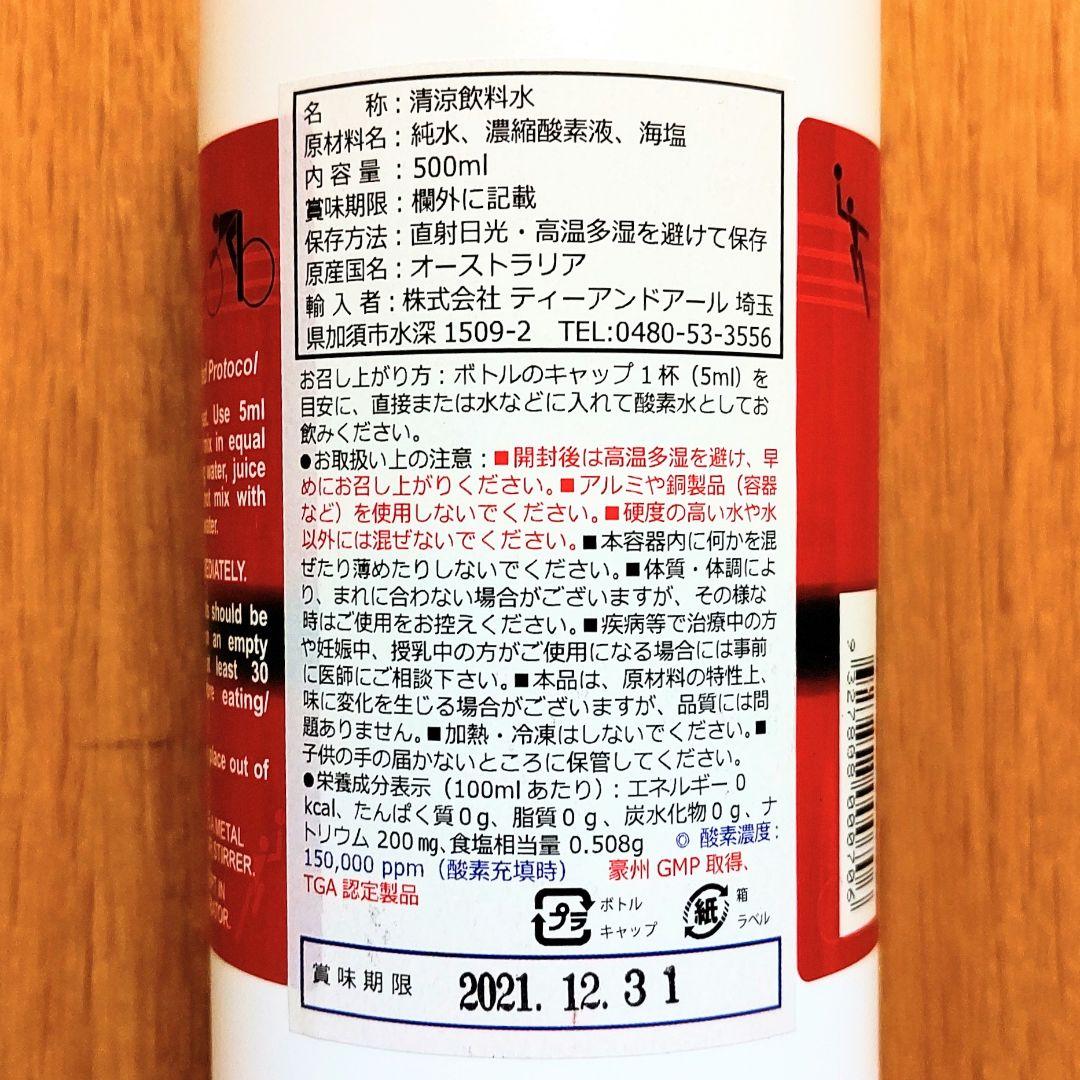 名　　称：清涼飲料水
原材料名：純水、濃縮酸素液、海塩
内 容 量 ：500ml
賞味期限：欄外に記載
保存方法：直射日光・高温多湿を避けて保存
原産国名：オーストラリア
輸 入 者：株式会社 ティーアンドアール 埼玉
県加須市水深 1509-2　TEL:0480-53-3556
お召し上がり方：ボトルのキャップ１杯（5ml）を
目安に、直接または水などに入れて酸素水としてお
飲みください。
●お取扱い上の注意：■開封後は高温多湿を避け、早
めにお召し上がりください。■アルミや銅製品（容器
など）を使用しないでください。■硬度の高い水や水
以外には混ぜないでください。■本容器内に何かを混
ぜたり薄めたりしないでください。■体質・体調によ
り、まれに合わない場合がございますが、その様な
時はご使用をお控えください。■疾病等で治療中の方
や妊娠中、授乳中の方がご使用になる場合には事前
に医師にご相談下さい。■本品は、原材料の特性上、
味に変化を生じる場合がございますが、品質には問
題ありません。■加熱・冷凍はしないでください。■
子供の手の届かないところに保管してください。
●栄養成分表示（100mlあたり）：エネルギー 0
kcal、たんぱく質０g、脂質０g、炭水化物０g、ナ
トリウム 200㎎、食塩相当量 0.508g　◎ 酸素濃度：
150,000 ppm（酸素充填時）　豪州 GMP 取得、
TGA 認定製品
プラ ボトル
キャップ
紙 箱
ラベル
賞味期限 2021. 12. 31
Protocol
Use 5ml
mix in equal
water, juice
mix with
water.
should be
an empty
least 30
eating/
place out of
METAL
STIRRER.
IN
9 327808 000706